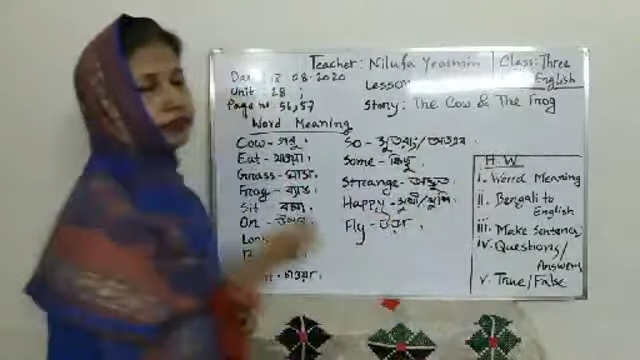 Teacher: Nilufa Yeasmin
Class: Three
English
08.2020
Lesson
Unit: 28
Page no: 56,57
Story: The Cow & The Frog
Word Meaning
Cow - গরু
Eat - খাওয়া.
Grass - ঘাস.
Frog - ব্যাঙ.
Sit - বসা.
On - উপরে.
So - সুতরাং/অতএব
Some - কিছু.
Strange - অদ্ভুত.
Happy - সুখী/খুশি
Fly - উড়া.
H.W
i. Word Meaning
ii. Bengali to
English
iii. Make Sentence
iv. Questions/
Answers
v. True/False